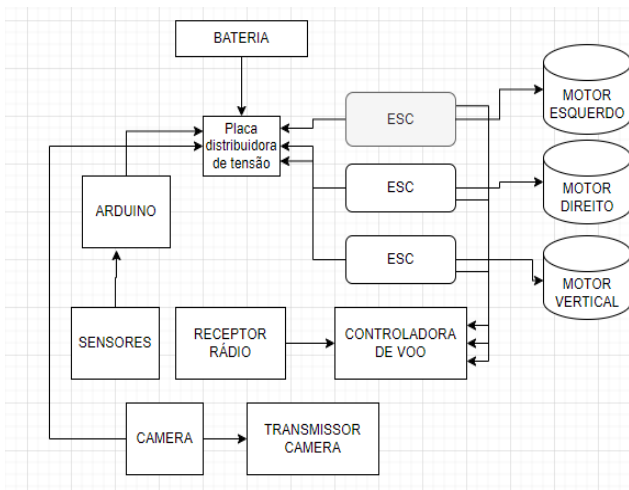 BATERIA
Placa
distribuidora
de tensão
ESC
MOTOR
ESQUERDO
ARDUINO
ESC
MOTOR
DIREITO
ESC
MOTOR
VERTICAL
SENSORES
RECEPTOR
RÁDIO
CONTROLADORA
DE VOO
CAMERA
TRANSMISSOR
CAMERA